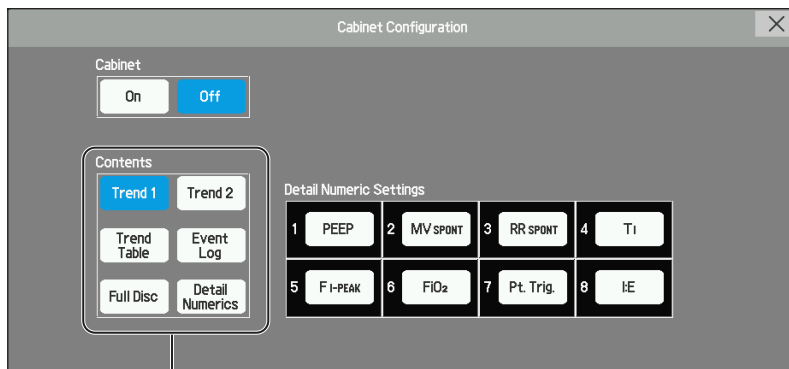 Cabinet Configuration
Cabinet
On Off
Contents
Trend 1 Trend 2
Trend Table Event Log
Full Disc Detail Numerics
Detail Numeric Settings
1 PEEP 2 MV SPONT 3 RR SPONT 4 TI
5 F I-PEAK 6 FiO₂ 7 Pt. Trig. 8 I:E